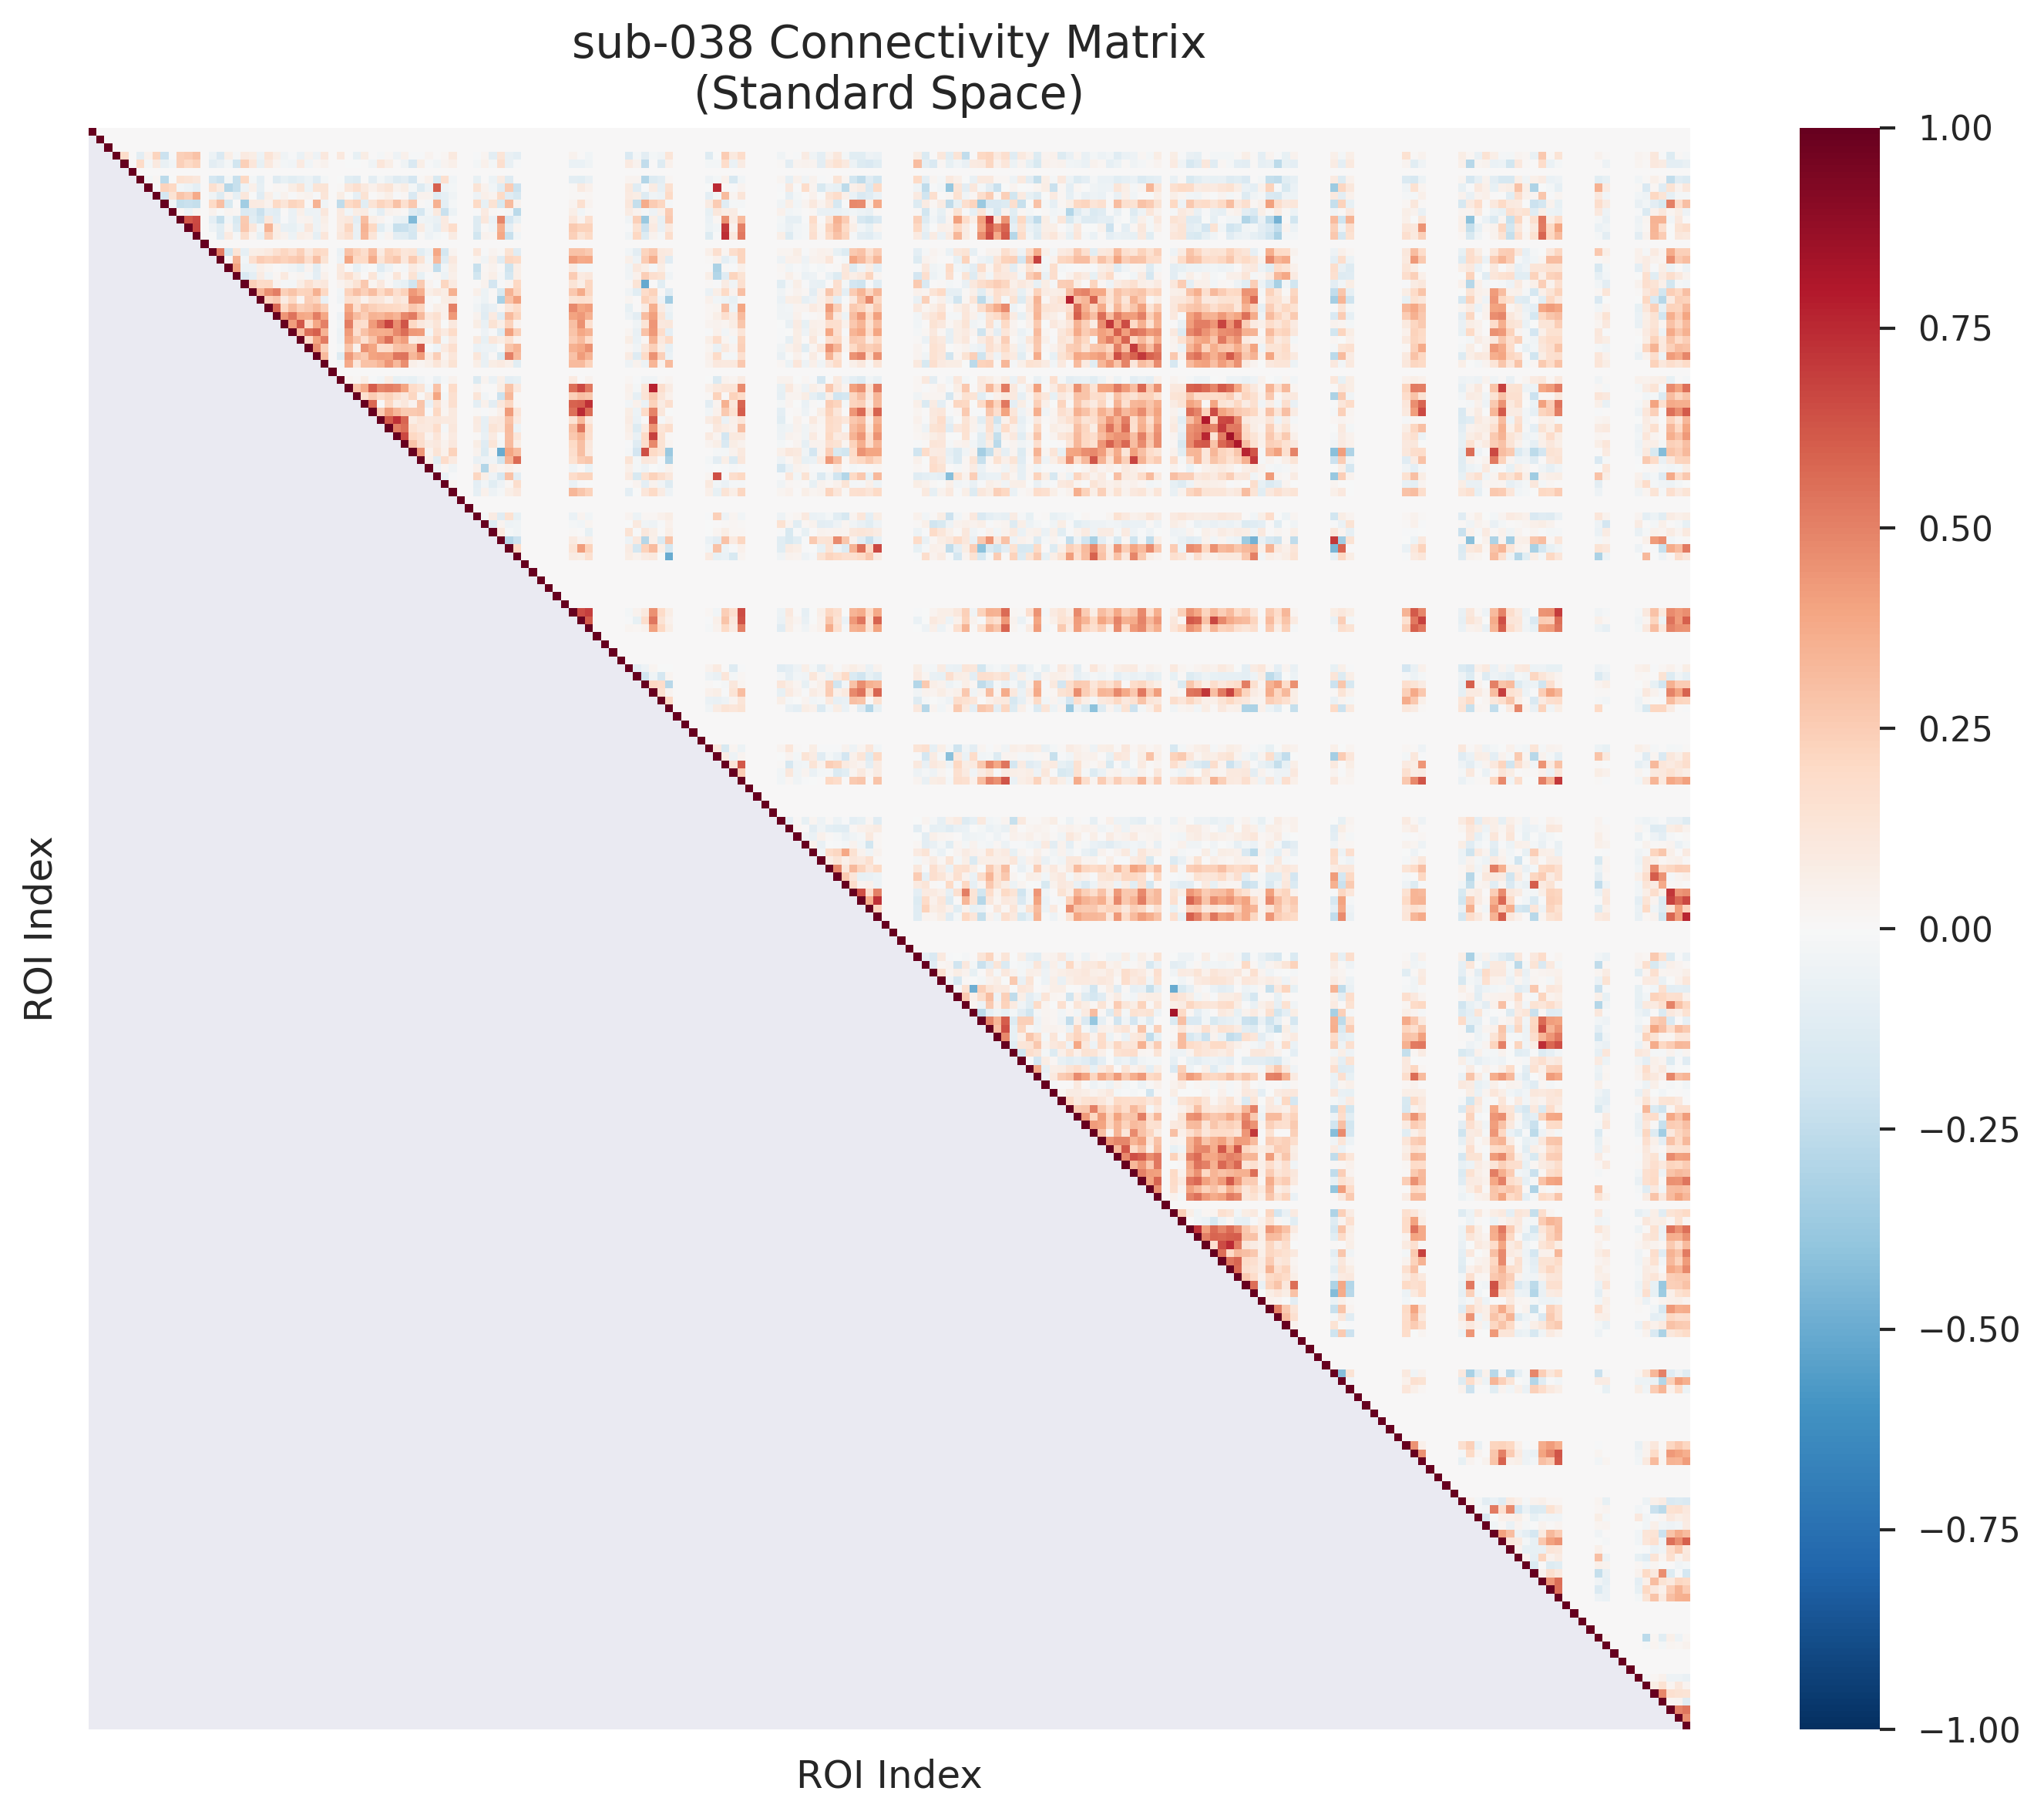 sub-038 Connectivity Matrix
(Standard Space)
ROI Index
ROI Index
1.00
0.75
0.50
0.25
0.00
−0.25
−0.50
−0.75
−1.00